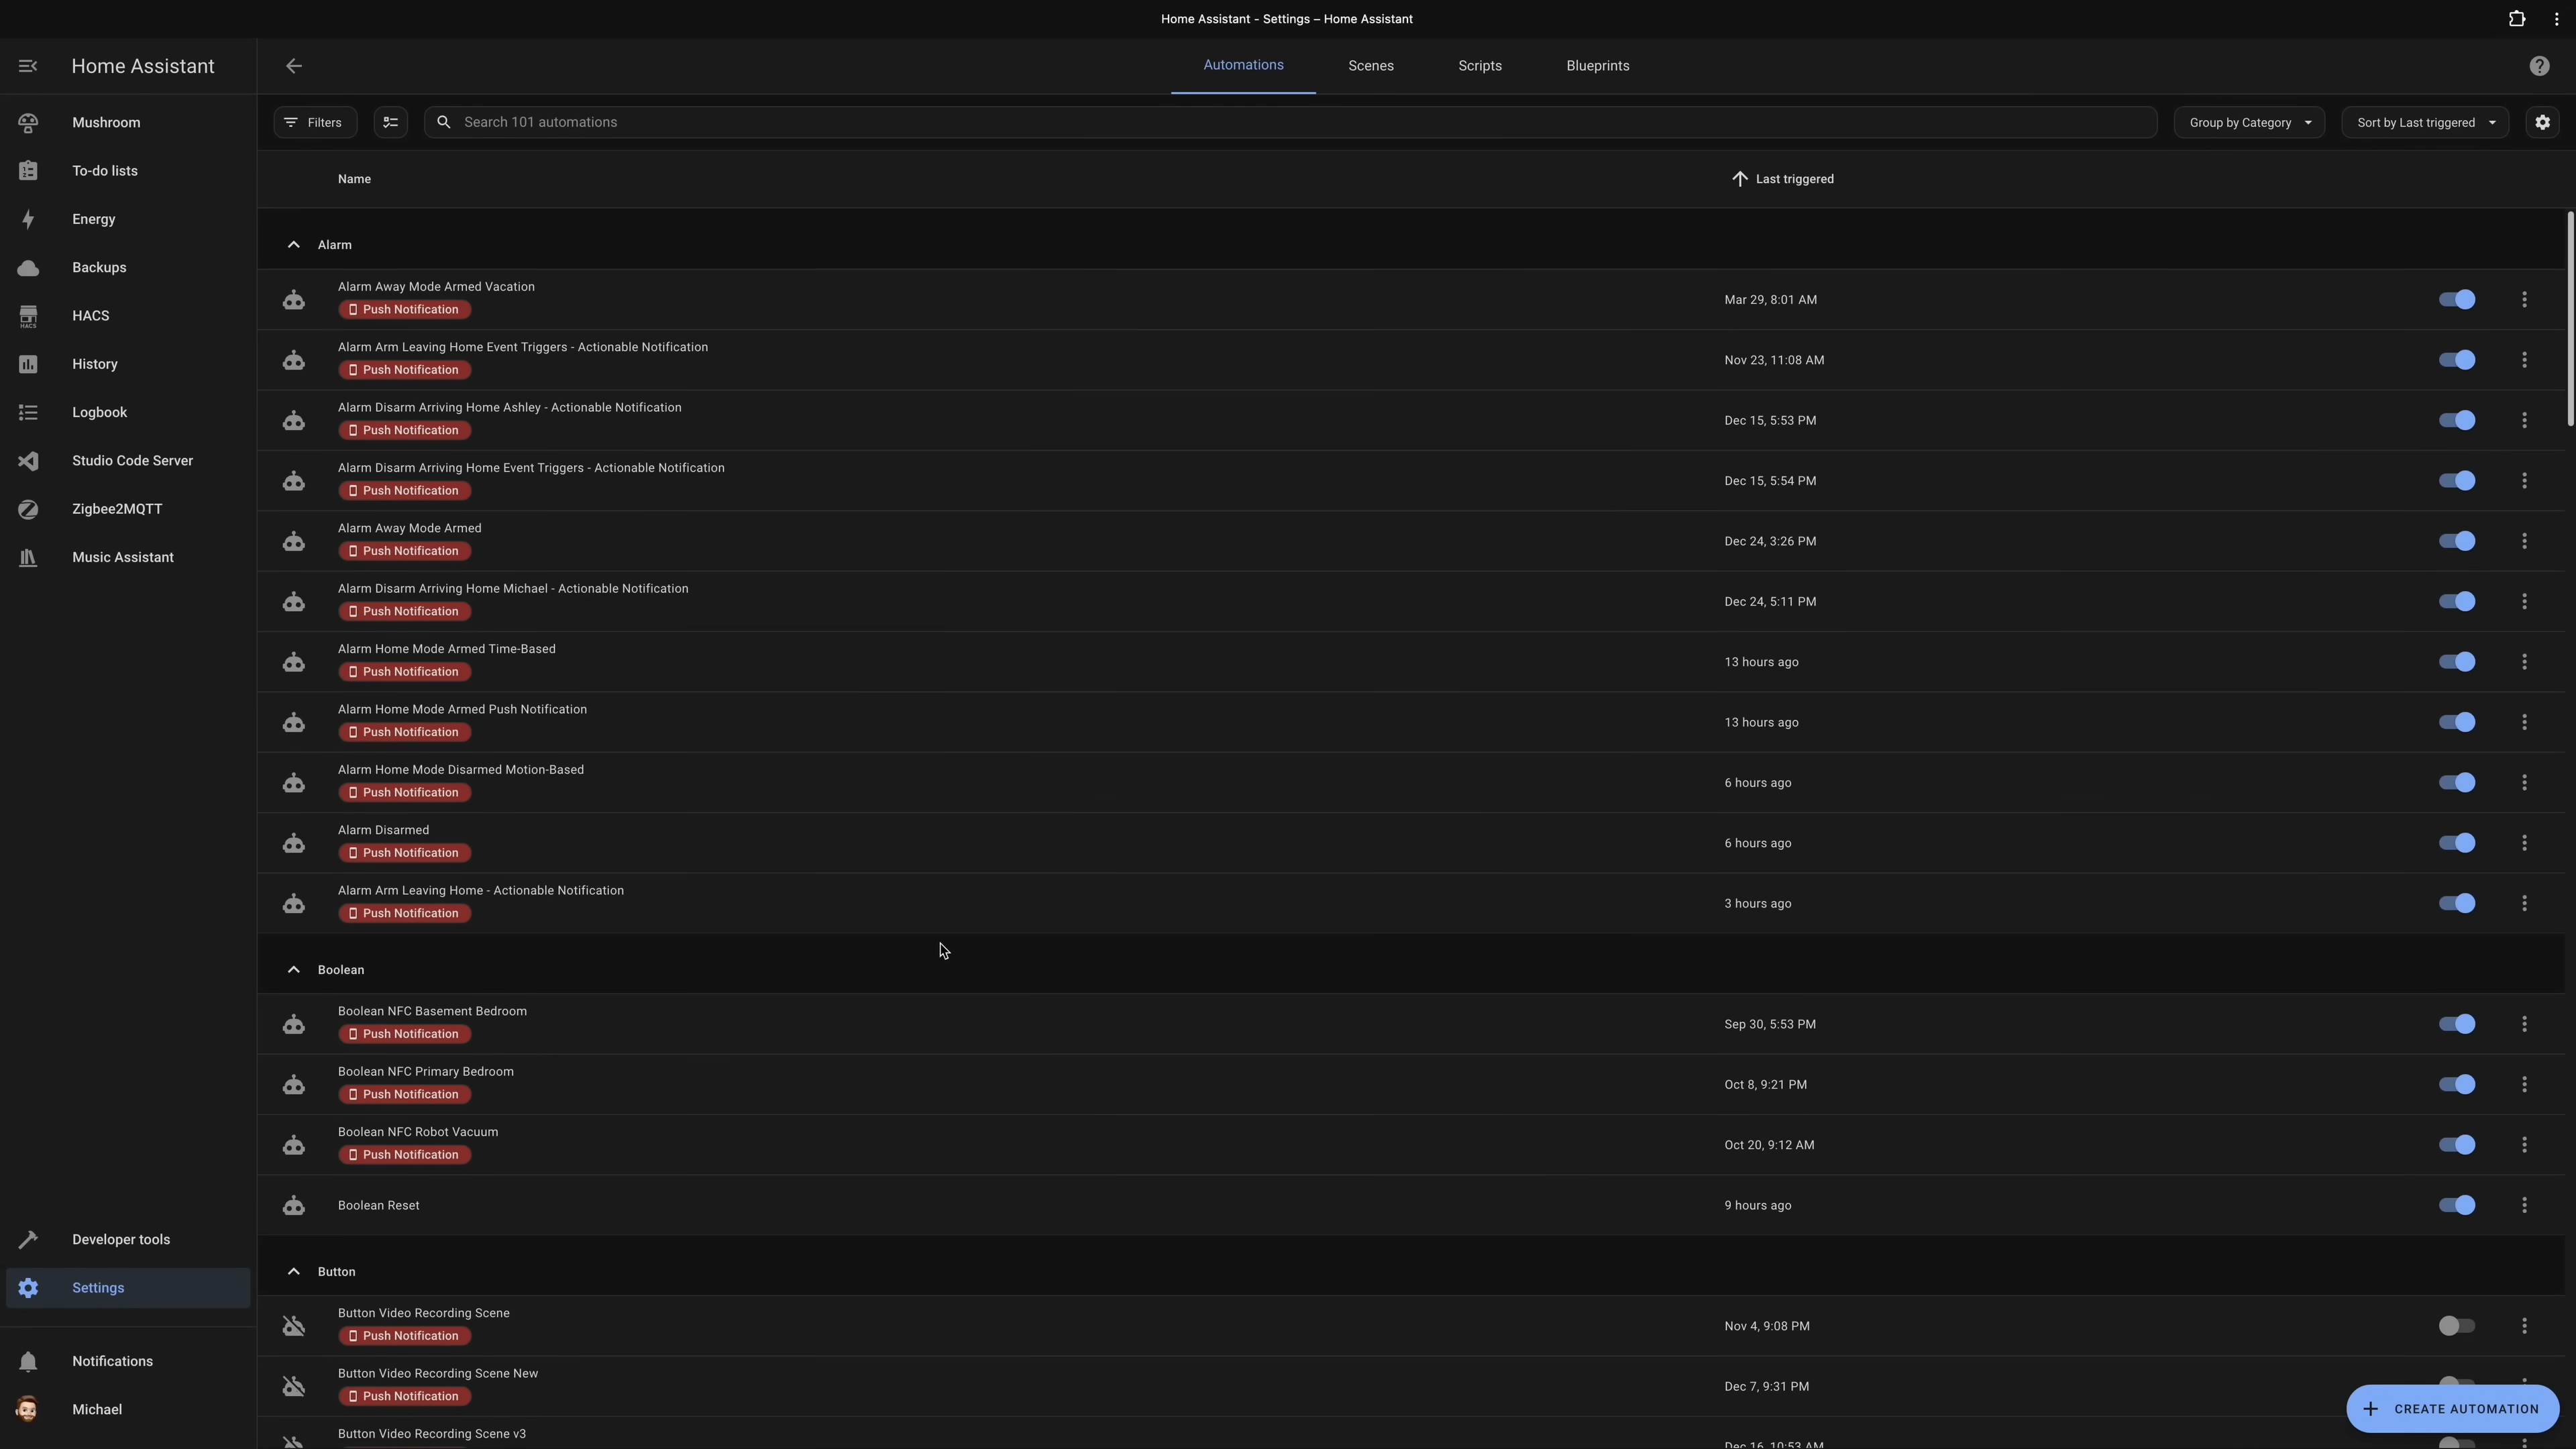 Home Assistant - Settings – Home Assistant
Home Assistant
Automations
Scenes
Scripts
Blueprints
Mushroom
To-do lists
Energy
Backups
HACS
HACS
History
Logbook
Studio Code Server
Zigbee2MQTT
Music Assistant
Developer tools
Settings
Notifications
Michael
Filters
Search 101 automations
Group by Category
Sort by Last triggered
Name
Last triggered
Alarm
Alarm Away Mode Armed Vacation
Push Notification
Mar 29, 8:01 AM
Alarm Arm Leaving Home Event Triggers - Actionable Notification
Push Notification
Nov 23, 11:08 AM
Alarm Disarm Arriving Home Ashley - Actionable Notification
Push Notification
Dec 15, 5:53 PM
Alarm Disarm Arriving Home Event Triggers - Actionable Notification
Push Notification
Dec 15, 5:54 PM
Alarm Away Mode Armed
Push Notification
Dec 24, 3:26 PM
Alarm Disarm Arriving Home Michael - Actionable Notification
Push Notification
Dec 24, 5:11 PM
Alarm Home Mode Armed Time-Based
Push Notification
13 hours ago
Alarm Home Mode Armed Push Notification
Push Notification
13 hours ago
Alarm Home Mode Disarmed Motion-Based
Push Notification
6 hours ago
Alarm Disarmed
Push Notification
6 hours ago
Alarm Arm Leaving Home - Actionable Notification
Push Notification
3 hours ago
Boolean
Boolean NFC Basement Bedroom
Push Notification
Sep 30, 5:53 PM
Boolean NFC Primary Bedroom
Push Notification
Oct 8, 9:21 PM
Boolean NFC Robot Vacuum
Push Notification
Oct 20, 9:12 AM
Boolean Reset
9 hours ago
Button
Button Video Recording Scene
Push Notification
Nov 4, 9:08 PM
Button Video Recording Scene New
Push Notification
Dec 7, 9:31 PM
Button Video Recording Scene v3
Dec 16, 10:53 AM
CREATE AUTOMATION